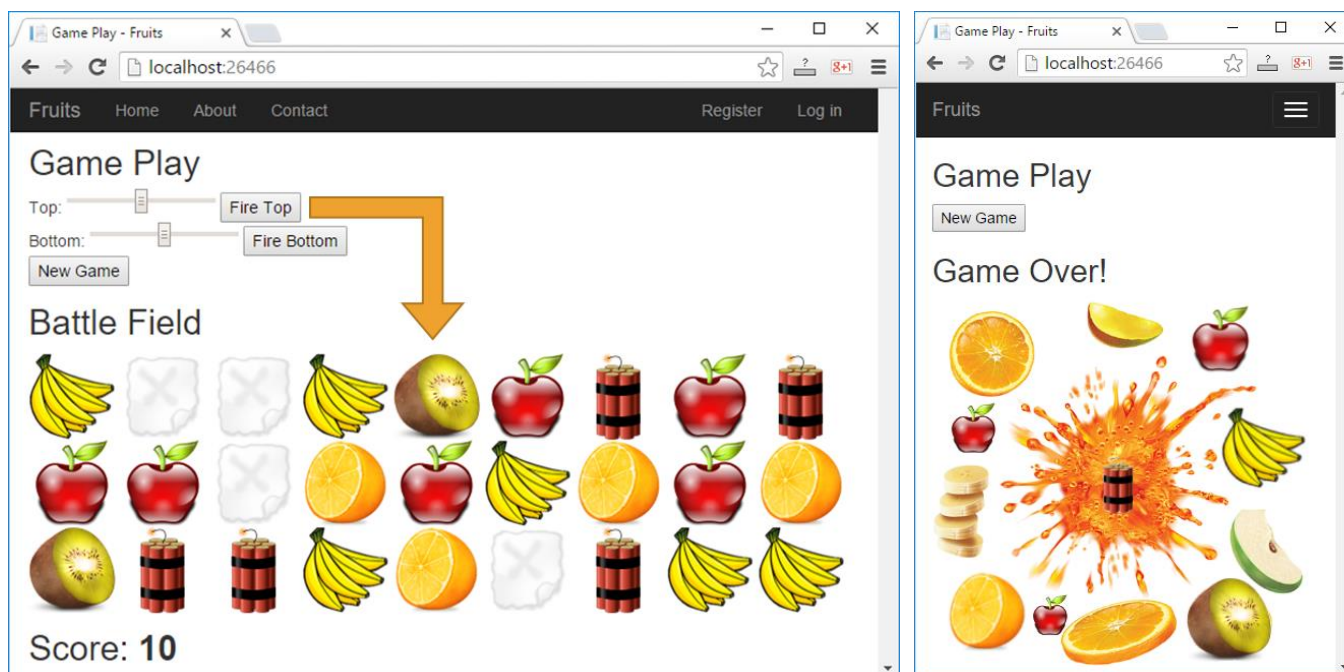 Game Play - Fruits
localhost:26466
?
g+1
Fruits Home About Contact Register Log in
Game Play
Top: Fire Top
Bottom: Fire Bottom
New Game
Battle Field
Score: 10
Game Play - Fruits
localhost:26466
?
g+1
Fruits
Game Play
New Game
Game Over!